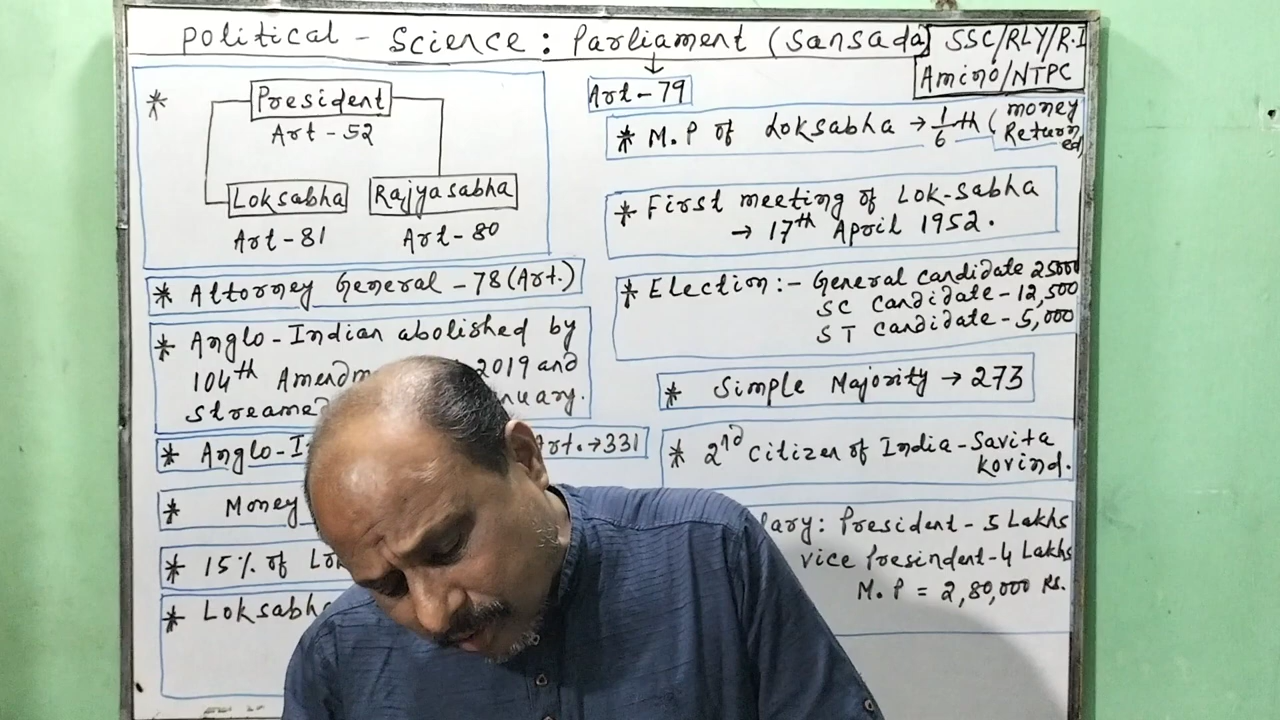 Political - Science : Parliament (Sansada)
SSC/RLY/R.I
Amino/NTPC
Art-79
* President
Art - 52
Loksabha Rajyasabha
Art-81 Art-80
* Attorney General - 78 (Art.)
* Anglo-Indian abolished by
104th 2019 and
* Anglo- Art.→331
* Money
* 15% of
* Loksabha
* M.P of Loksabha → 1/6 th (money
Return
ed)
* First meeting of Lok-Sabha
→ 17th April 1952.
* Election :- General candidate 25000
SC candidate - 12,500
ST candidate - 5,000
* Simple Majority → 273
* 2nd Citizen of India - Savita
Kovind.
President - 5 Lakhs
vice Presindent - 4 Lakhs
M.P = 2,80,000 Rs.